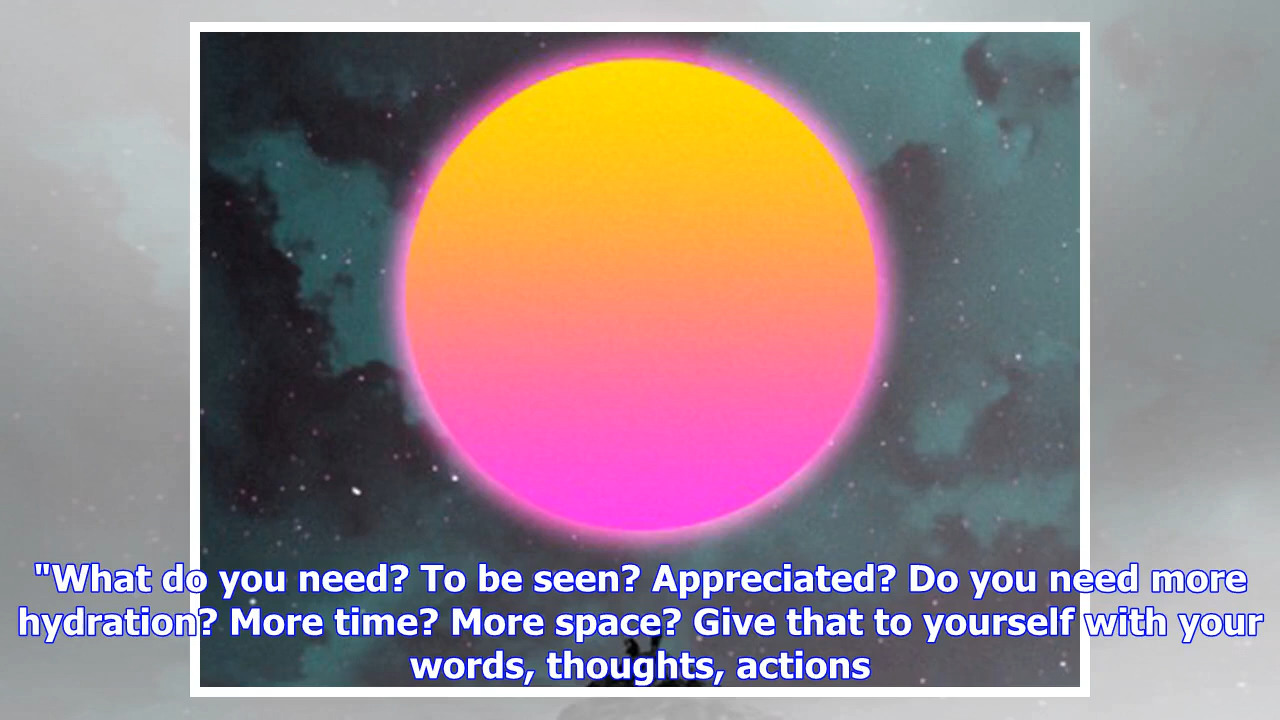 "What do you need? To be seen? Appreciated? Do you need more
hydration? More time? More space? Give that to yourself with your
words, thoughts, actions